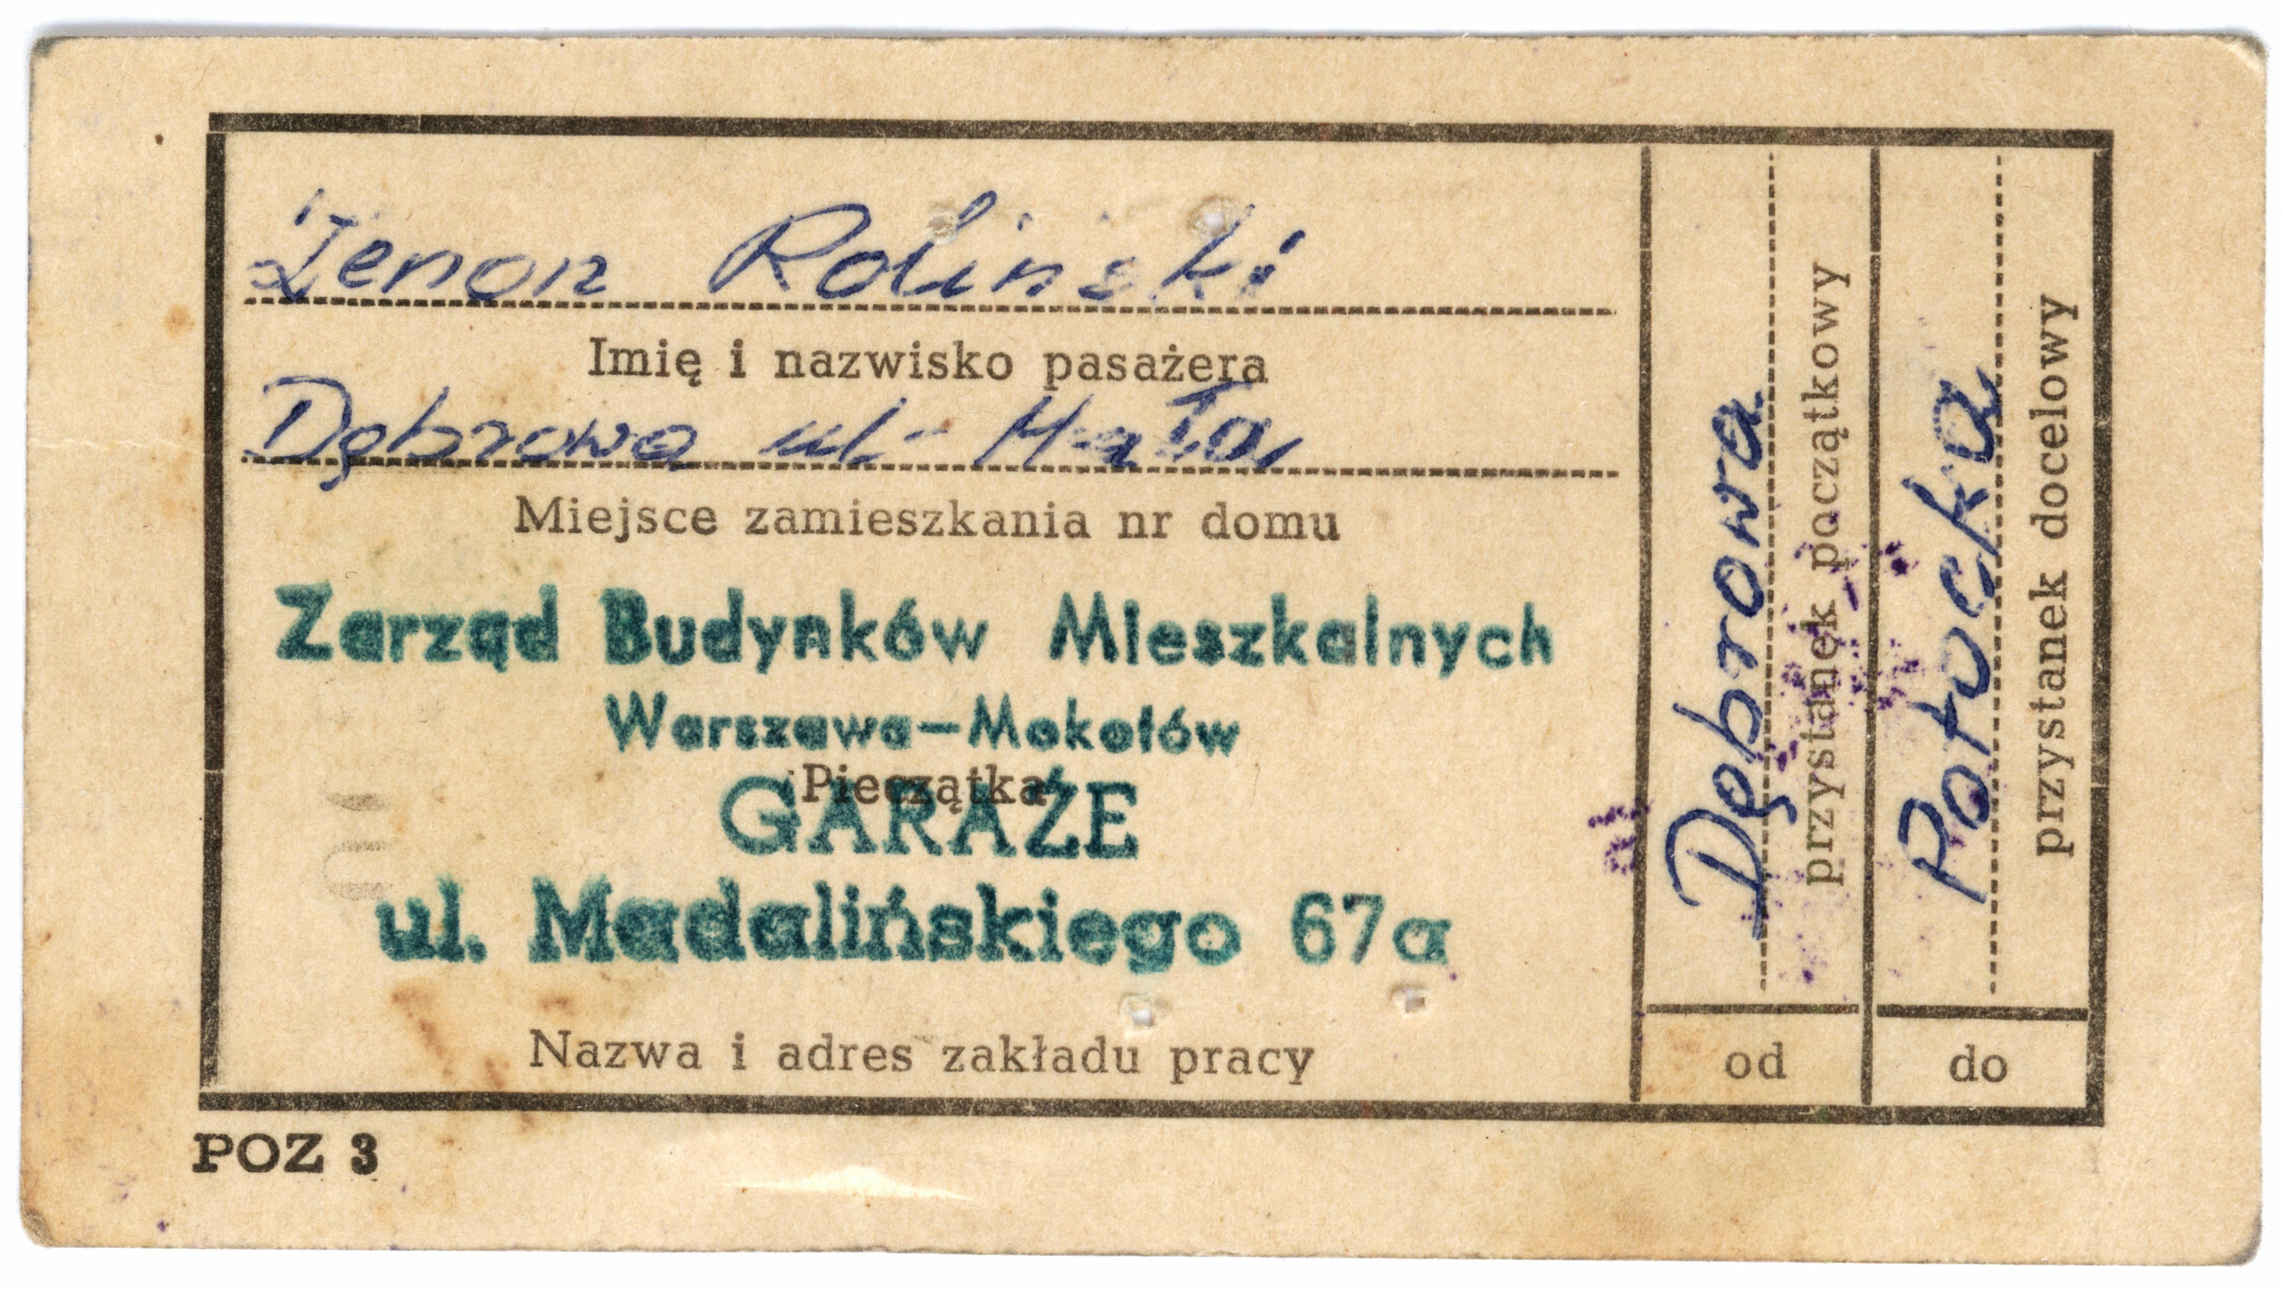 Zenon Roliński
Imię i nazwisko pasażera
Dąbrowa ul. Mała
Miejsce zamieszkania nr domu
Zarząd Budynków Mieszkalnych
Warszawa—Mokotów
Pieczątka
GARAŻE
ul. Madalińskiego 67a
Nazwa i adres zakładu pracy
POZ 3
Dąbrowa
przystanek początkowy
od
Potocka
przystanek docelowy
do